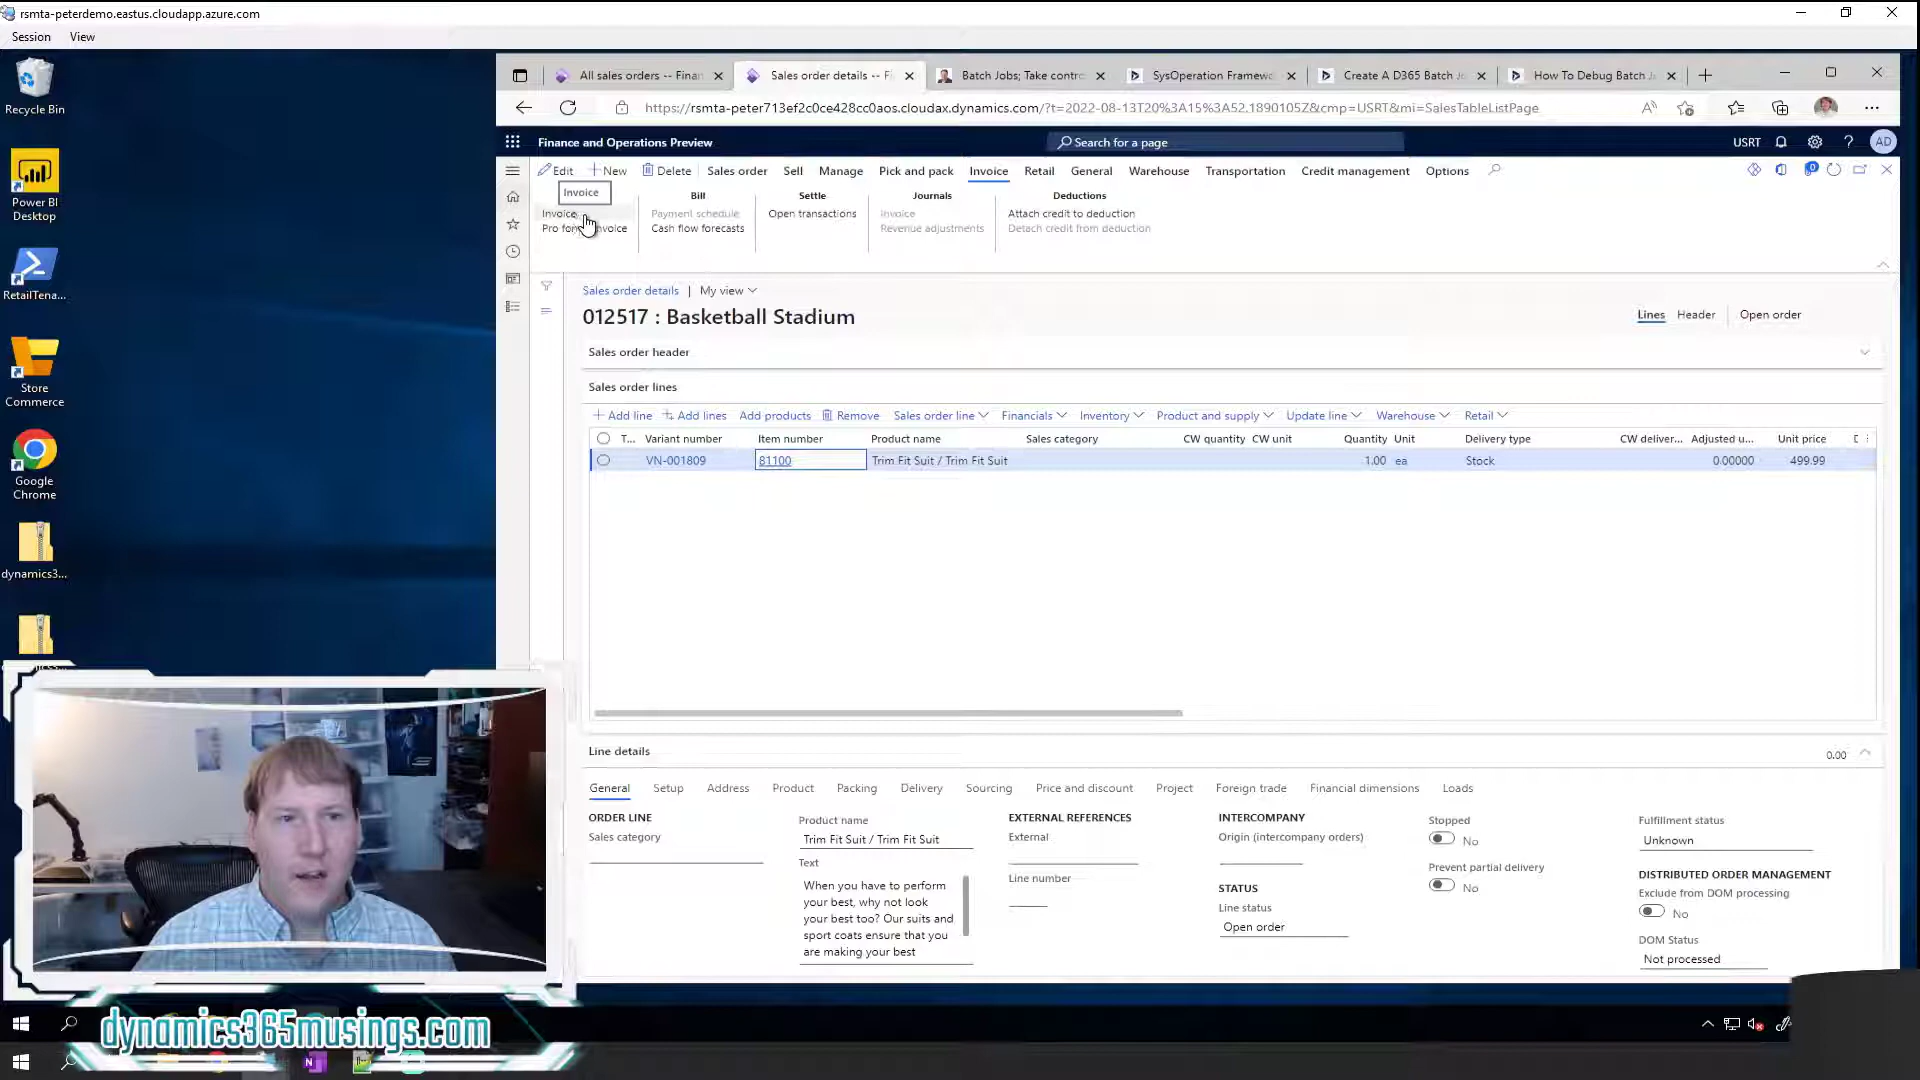 rsmta-peterdemo.eastus.cloudapp.azure.com
Session View
Recycle Bin
Power BI
Desktop
RetailTena...
Store
Commerce
Google
Chrome
dynamics3...
All sales orders -- Finan
Sales order details -- F
Batch Jobs; Take contro
SysOperation Framewo
Create A D365 Batch Jo
How To Debug Batch J
https://rsmta-peter713ef2c0ce428cc0aos.cloudax.dynamics.com/?t=2022-08-13T20%3A15%3A52.1890105Z&cmp=USRT&mi=SalesTableListPage
Finance and Operations Preview
Search for a page
USRT
?
AD
Edit New Delete Sales order Sell Manage Pick and pack Invoice Retail General Warehouse Transportation Credit management Options
0
Invoice
Bill Settle Journals Deductions
Invoice Payment schedule Open transactions Invoice Attach credit to deduction
Cash flow forecasts Revenue adjustments Detach credit from deduction
Sales order details | My view
012517 : Basketball Stadium
Lines Header Open order
Sales order header
Sales order lines
Add line Add lines Add products Remove Sales order line Financials Inventory Product and supply Update line Warehouse Retail
T... Variant number Item number Product name Sales category CW quantity CW unit Quantity Unit Delivery type CW deliver... Adjusted u... Unit price D
VN-001809 81100 Trim Fit Suit / Trim Fit Suit 1.00 ea Stock 0.00000 499.99
Line details
0.00
General Setup Address Product Packing Delivery Sourcing Price and discount Project Foreign trade Financial dimensions Loads
ORDER LINE
Sales category
Product name
Trim Fit Suit / Trim Fit Suit
Text
When you have to perform
your best, why not look
your best too? Our suits and
sport coats ensure that you
are making your best
EXTERNAL REFERENCES
External
Line number
INTERCOMPANY
Origin (intercompany orders)
STATUS
Line status
Open order
Stopped
No
Prevent partial delivery
No
Fulfillment status
Unknown
DISTRIBUTED ORDER MANAGEMENT
Exclude from DOM processing
No
DOM Status
Not processed
dynamics365musings.com